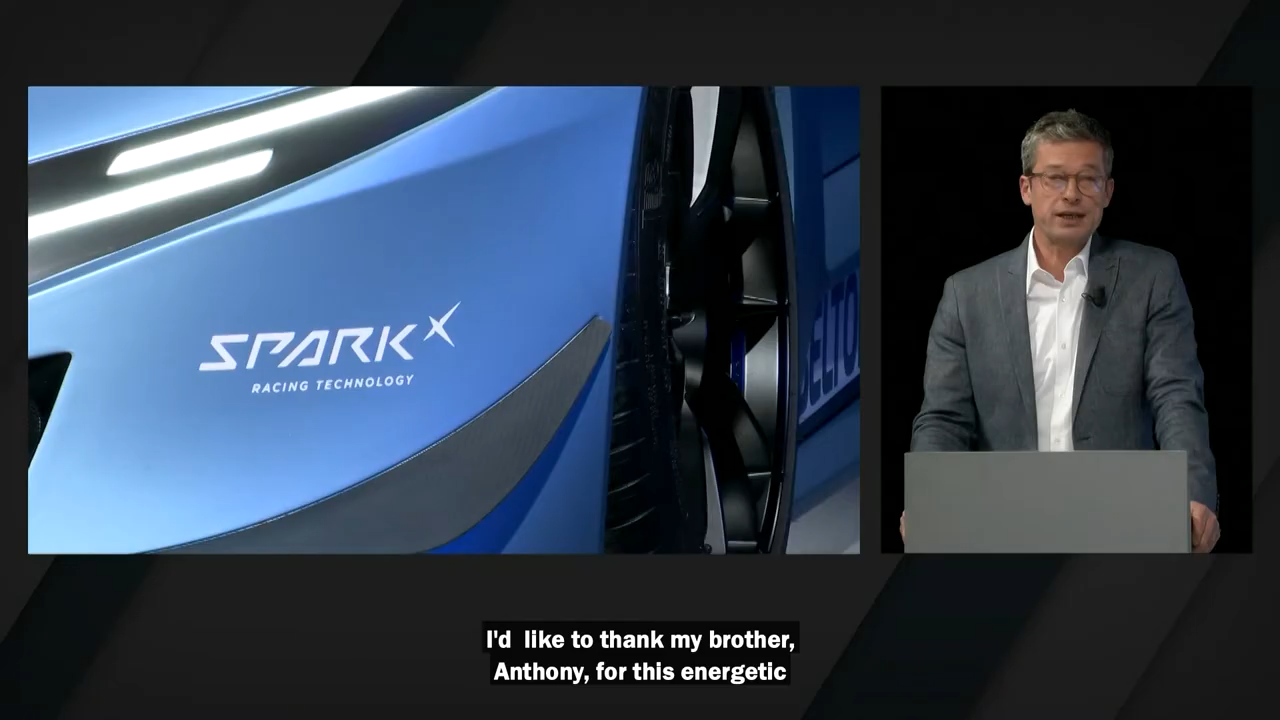 SPARK X
RACING TECHNOLOGY
I'd  like to thank my brother,
Anthony, for this energetic